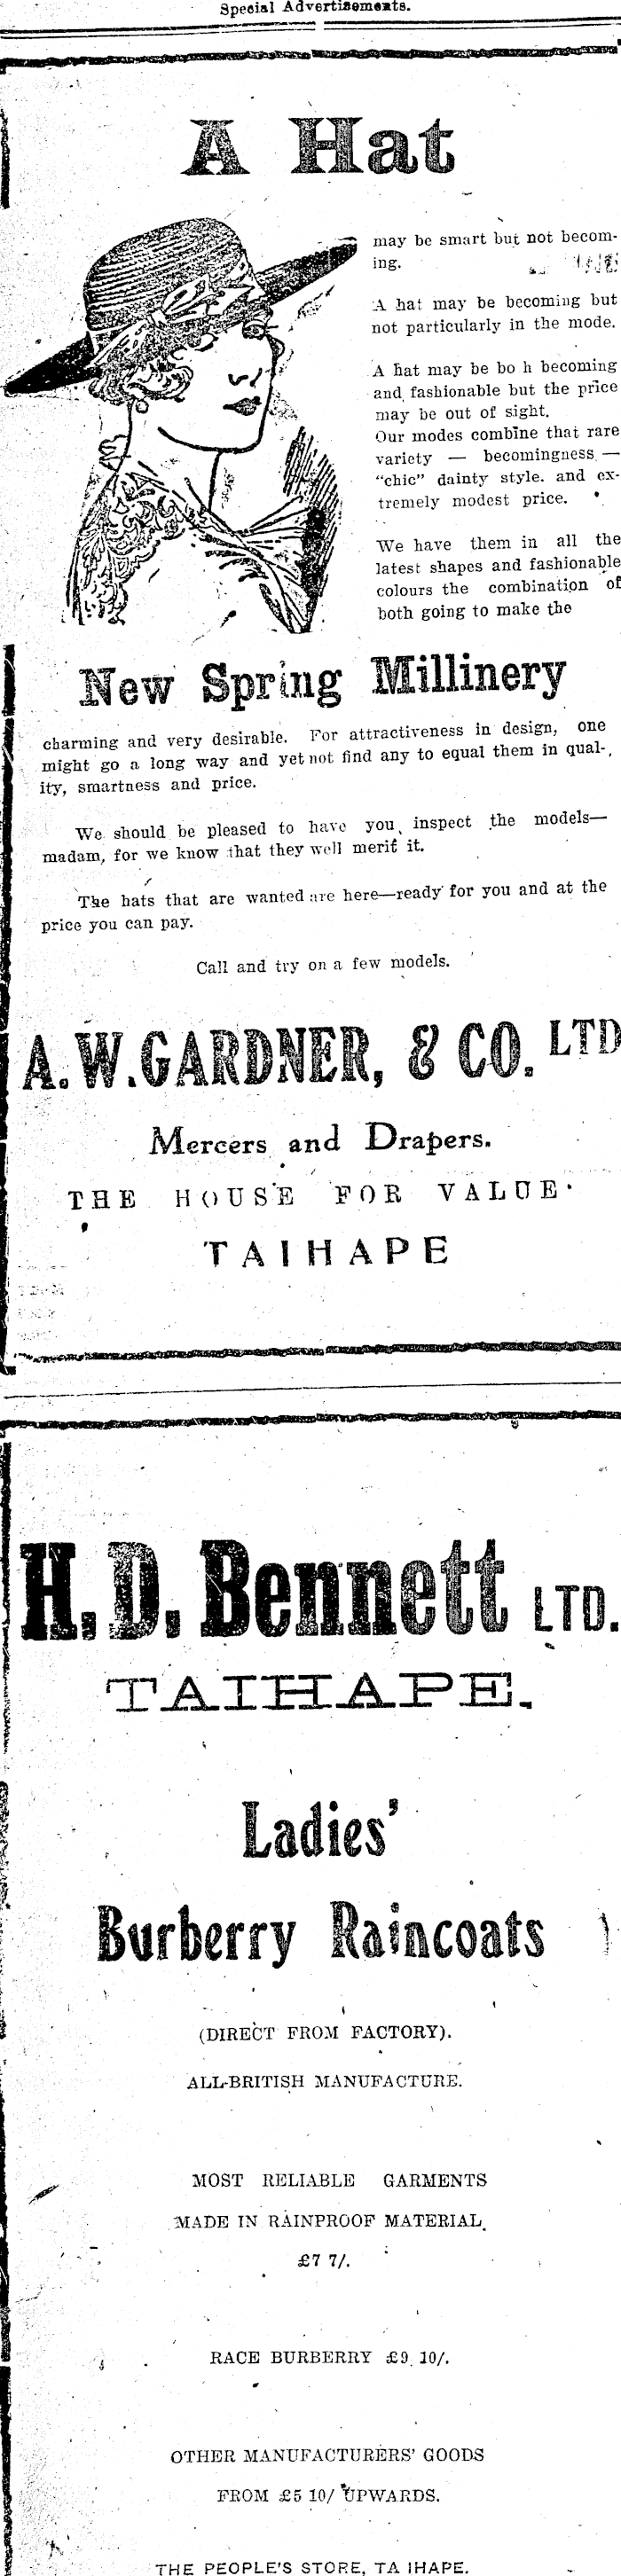 Special Advertisements.
A Hat
may be smart but not becom-
ing.
A hat may be becoming but
not particularly in the mode.
A hat may be bo h becoming
and fashionable but the price
may be out of sight.
Our modes combine that rare
variety — becomingness —
"chic" dainty style. and ex-
tremely modest price.
We have them in all the
latest shapes and fashionable
colours the combination of
both going to make the
New Spring Millinery
charming and very desirable. For attractiveness in design, one
might go a long way and yet not find any to equal them in qual-
ity, smartness and price.
We should be pleased to have you inspect the models—
madam, for we know that they well merit it.
The hats that are wanted are here—ready for you and at the
price you can pay.
Call and try on a few models.
A. W. GARDNER, & CO. LTD
Mercers and Drapers.
THE HOUSE FOR VALUE
TAIHAPE
H. D. Bennett LTD.
TAIHAPE.
Ladies'
Burberry Raincoats
(DIRECT FROM FACTORY).
ALL-BRITISH MANUFACTURE.
MOST RELIABLE GARMENTS
MADE IN RAINPROOF MATERIAL
£7 7/.
RACE BURBERRY £9 10/.
OTHER MANUFACTURERS' GOODS
FROM £5 10/ UPWARDS.
THE PEOPLE'S STORE, TA IHAPE.